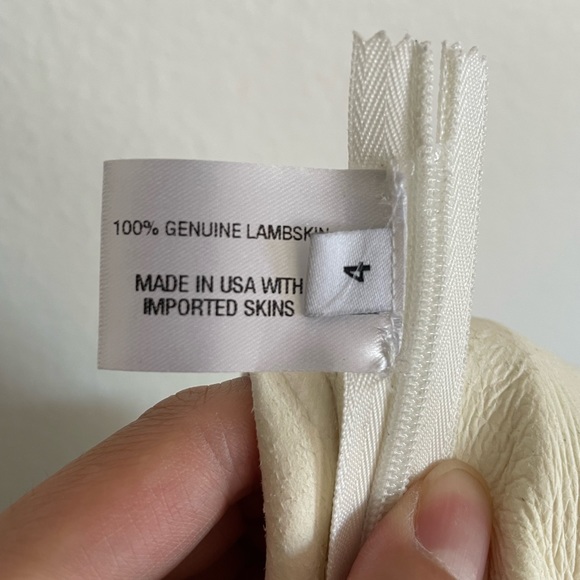 100% GENUINE LAMBSKIN
MADE IN USA WITH
IMPORTED SKINS
4